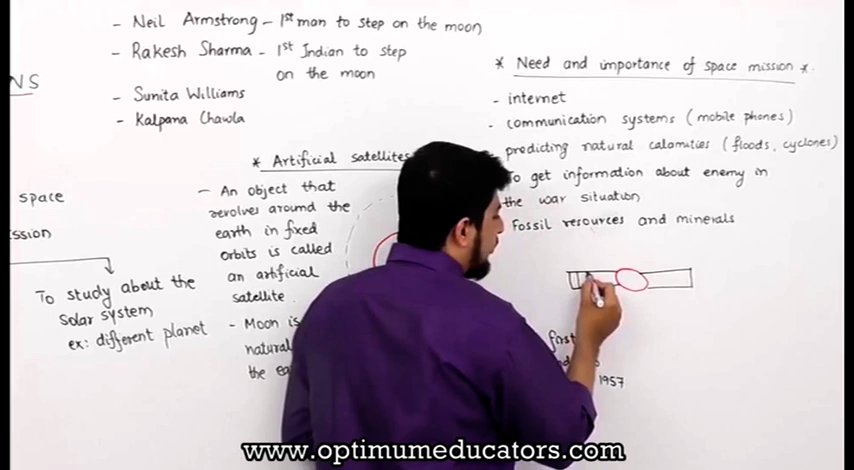 NS
- Neil Armstrong - 1st man to step on the moon
- Rakesh Sharma - 1st Indian to step
on the moon
- Sunita Williams
- Kalpana Chawla
space
ission
To study about the
solar system
ex: different planet
* Artificial satellites
- An object that
revolves around the
earth in fixed
orbits is called
an artificial
satellite.
- Moon is
natural
the
* Need and importance of space mission *.
- internet
- communication systems (mobile phones)
predicting natural calamities (floods, cyclones)
To get information about enemy in
the war situation
Fossil resources and minerals
first
1957
www.optimumeducators.com